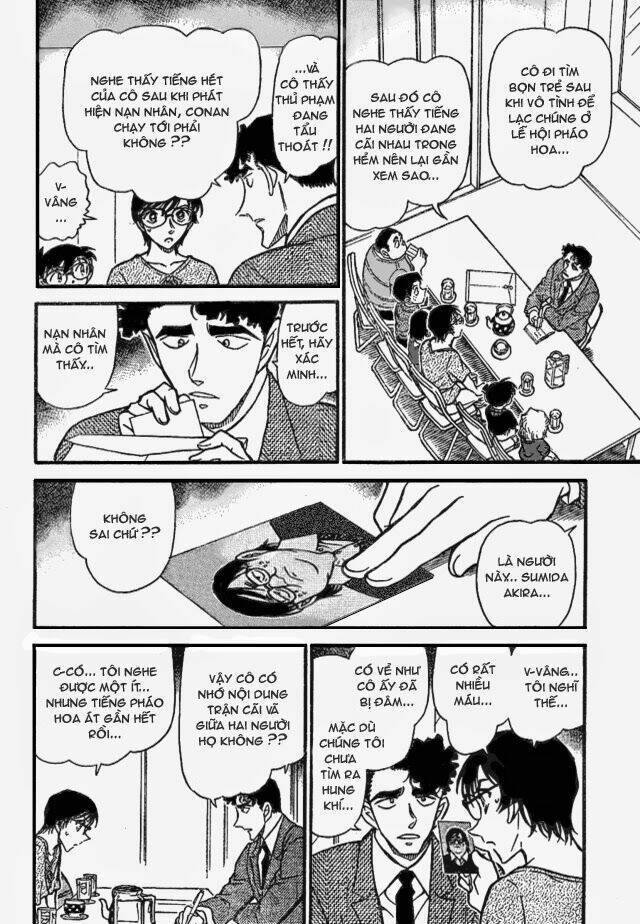 CÔ ĐI TÌM
BỌN TRẺ SAU
KHI VÔ TÌNH ĐỂ
LẠC CHÚNG Ở
LỄ HỘI PHÁO
HOA...
SAU ĐÓ CÔ
NGHE THẤY TIẾNG
HAI NGƯỜI ĐANG
CÃI NHAU TRONG
HẺM NÊN LẠI GẦN
XEM SAO...
...VÀ
CÔ THẤY
THỦ PHẠM
ĐANG
TẨU
THOÁT !!
NGHE THẤY TIẾNG HÉT
CỦA CÔ SAU KHI PHÁT
HIỆN NẠN NHÂN, CONAN
CHẠY TỚI PHẢI
KHÔNG ??
V-
VÂNG
...
TRƯỚC
HẾT, HÃY
XÁC
MINH...
NẠN NHÂN
MÀ CÔ TÌM
THẤY..
LÀ NGƯỜI
NÀY.. SUMIDA
AKIRA...
KHÔNG
SAI CHỨ ??
V-VÂNG..
TÔI NGHĨ
THẾ...
CÓ RẤT
NHIỀU
MÁU...
CÓ VẺ NHƯ
CÔ ẤY ĐÃ
BỊ ĐÂM...
MẶC DÙ
CHÚNG TÔI
CHƯA
TÌM RA
HUNG
KHÍ...
VẬY CÔ CÓ
NHỚ NỘI DUNG
TRẬN CÃI VÃ
GIỮA HAI NGƯỜI
HỌ KHÔNG ??
C-CÓ... TÔI NGHE
ĐƯỢC MỘT ÍT..
NHƯNG TIẾNG PHÁO
HOA ÁT GẦN HẾT
RỒI...